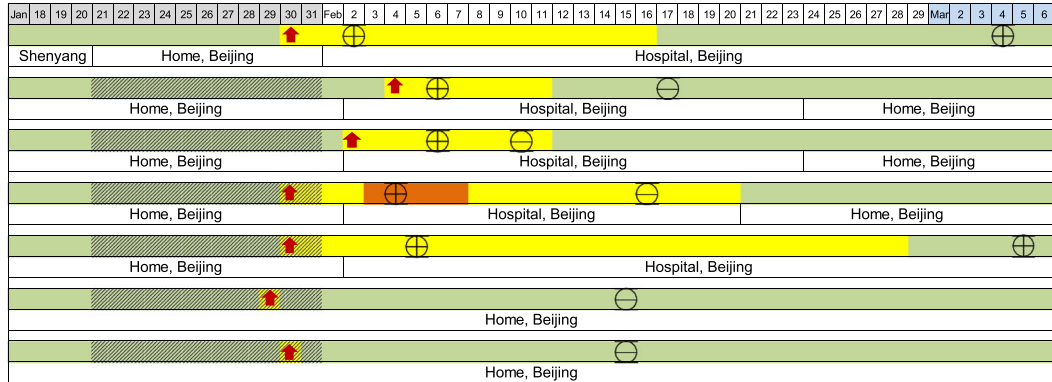 Jan 18 19 20 21 22 23 24 25 26 27 28 29 30 31 Feb 2 3 4 5 6 7 8 9 10 11 12 13 14 15 16 17 18 19 20 21 22 23 24 25 26 27 28 29 Mar 2 3 4 5 6
Shenyang Home, Beijing Hospital, Beijing
Home, Beijing Hospital, Beijing Home, Beijing
Home, Beijing Hospital, Beijing Home, Beijing
Home, Beijing Hospital, Beijing Home, Beijing
Home, Beijing Hospital, Beijing
Home, Beijing
Home, Beijing